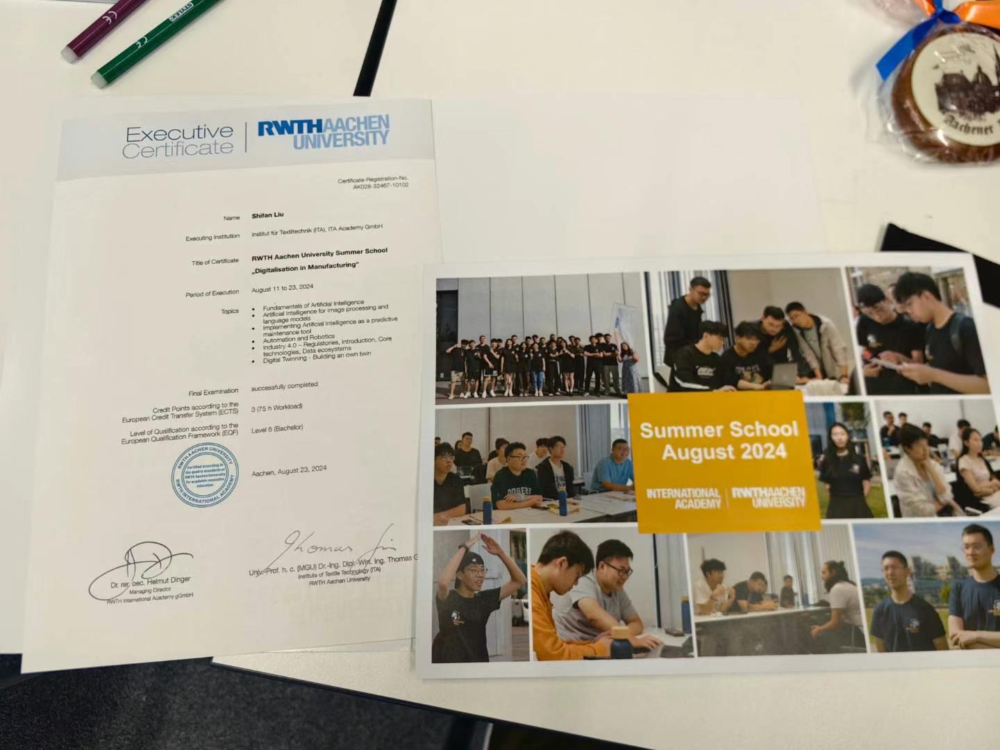 STYLEX
Executive
Certificate
RWTHAACHEN
UNIVERSITY
Certificate-Registration-No.
AK028-32467-10102
Name Shifan Liu
Executing Institution Institut für Textiltechnik (ITA), ITA Academy GmbH
Title of Certificate RWTH Aachen University Summer School
„Digitalisation in Manufacturing“
Period of Execution August 11 to 23, 2024
Topics • Fundamentals of Artificial Intelligence
• Artificial Intelligence for image processing and
language models
• Implementing Artificial Intelligence as a predictive
maintenance tool
• Automation and Robotics
• Industry 4.0 – Regulatories, Introduction, Core
technologies, Data ecosystems
• Digital Twinning - Building an own twin
Final Examination successfully completed
Credit Points according to the
European Credit Transfer System (ECTS) 3 (75 h Workload)
Level of Qualification according to the
European Qualification Framework (EQF) Level 6 (Bachelor)
RWTH AACHEN UNIVERSITY
Certified according to
the quality standards of
RWTH Aachen University
for academic executive
education
RWTH INTERNATIONAL ACADEMY
Aachen, August 23, 2024
Thomas
Dr. rer. oec. Helmut Dinger
Managing Director
RWTH International Academy gGmbH
Univ.-Prof. h. c. (MGU) Dr.-Ing. Dipl.-Wirt. Ing. Thomas G
Institute of Textile Technology (ITA)
RWTH Aachen University
Summer School
August 2024
INTERNATIONAL
ACADEMY
RWTHAACHEN
UNIVERSITY
Aachener